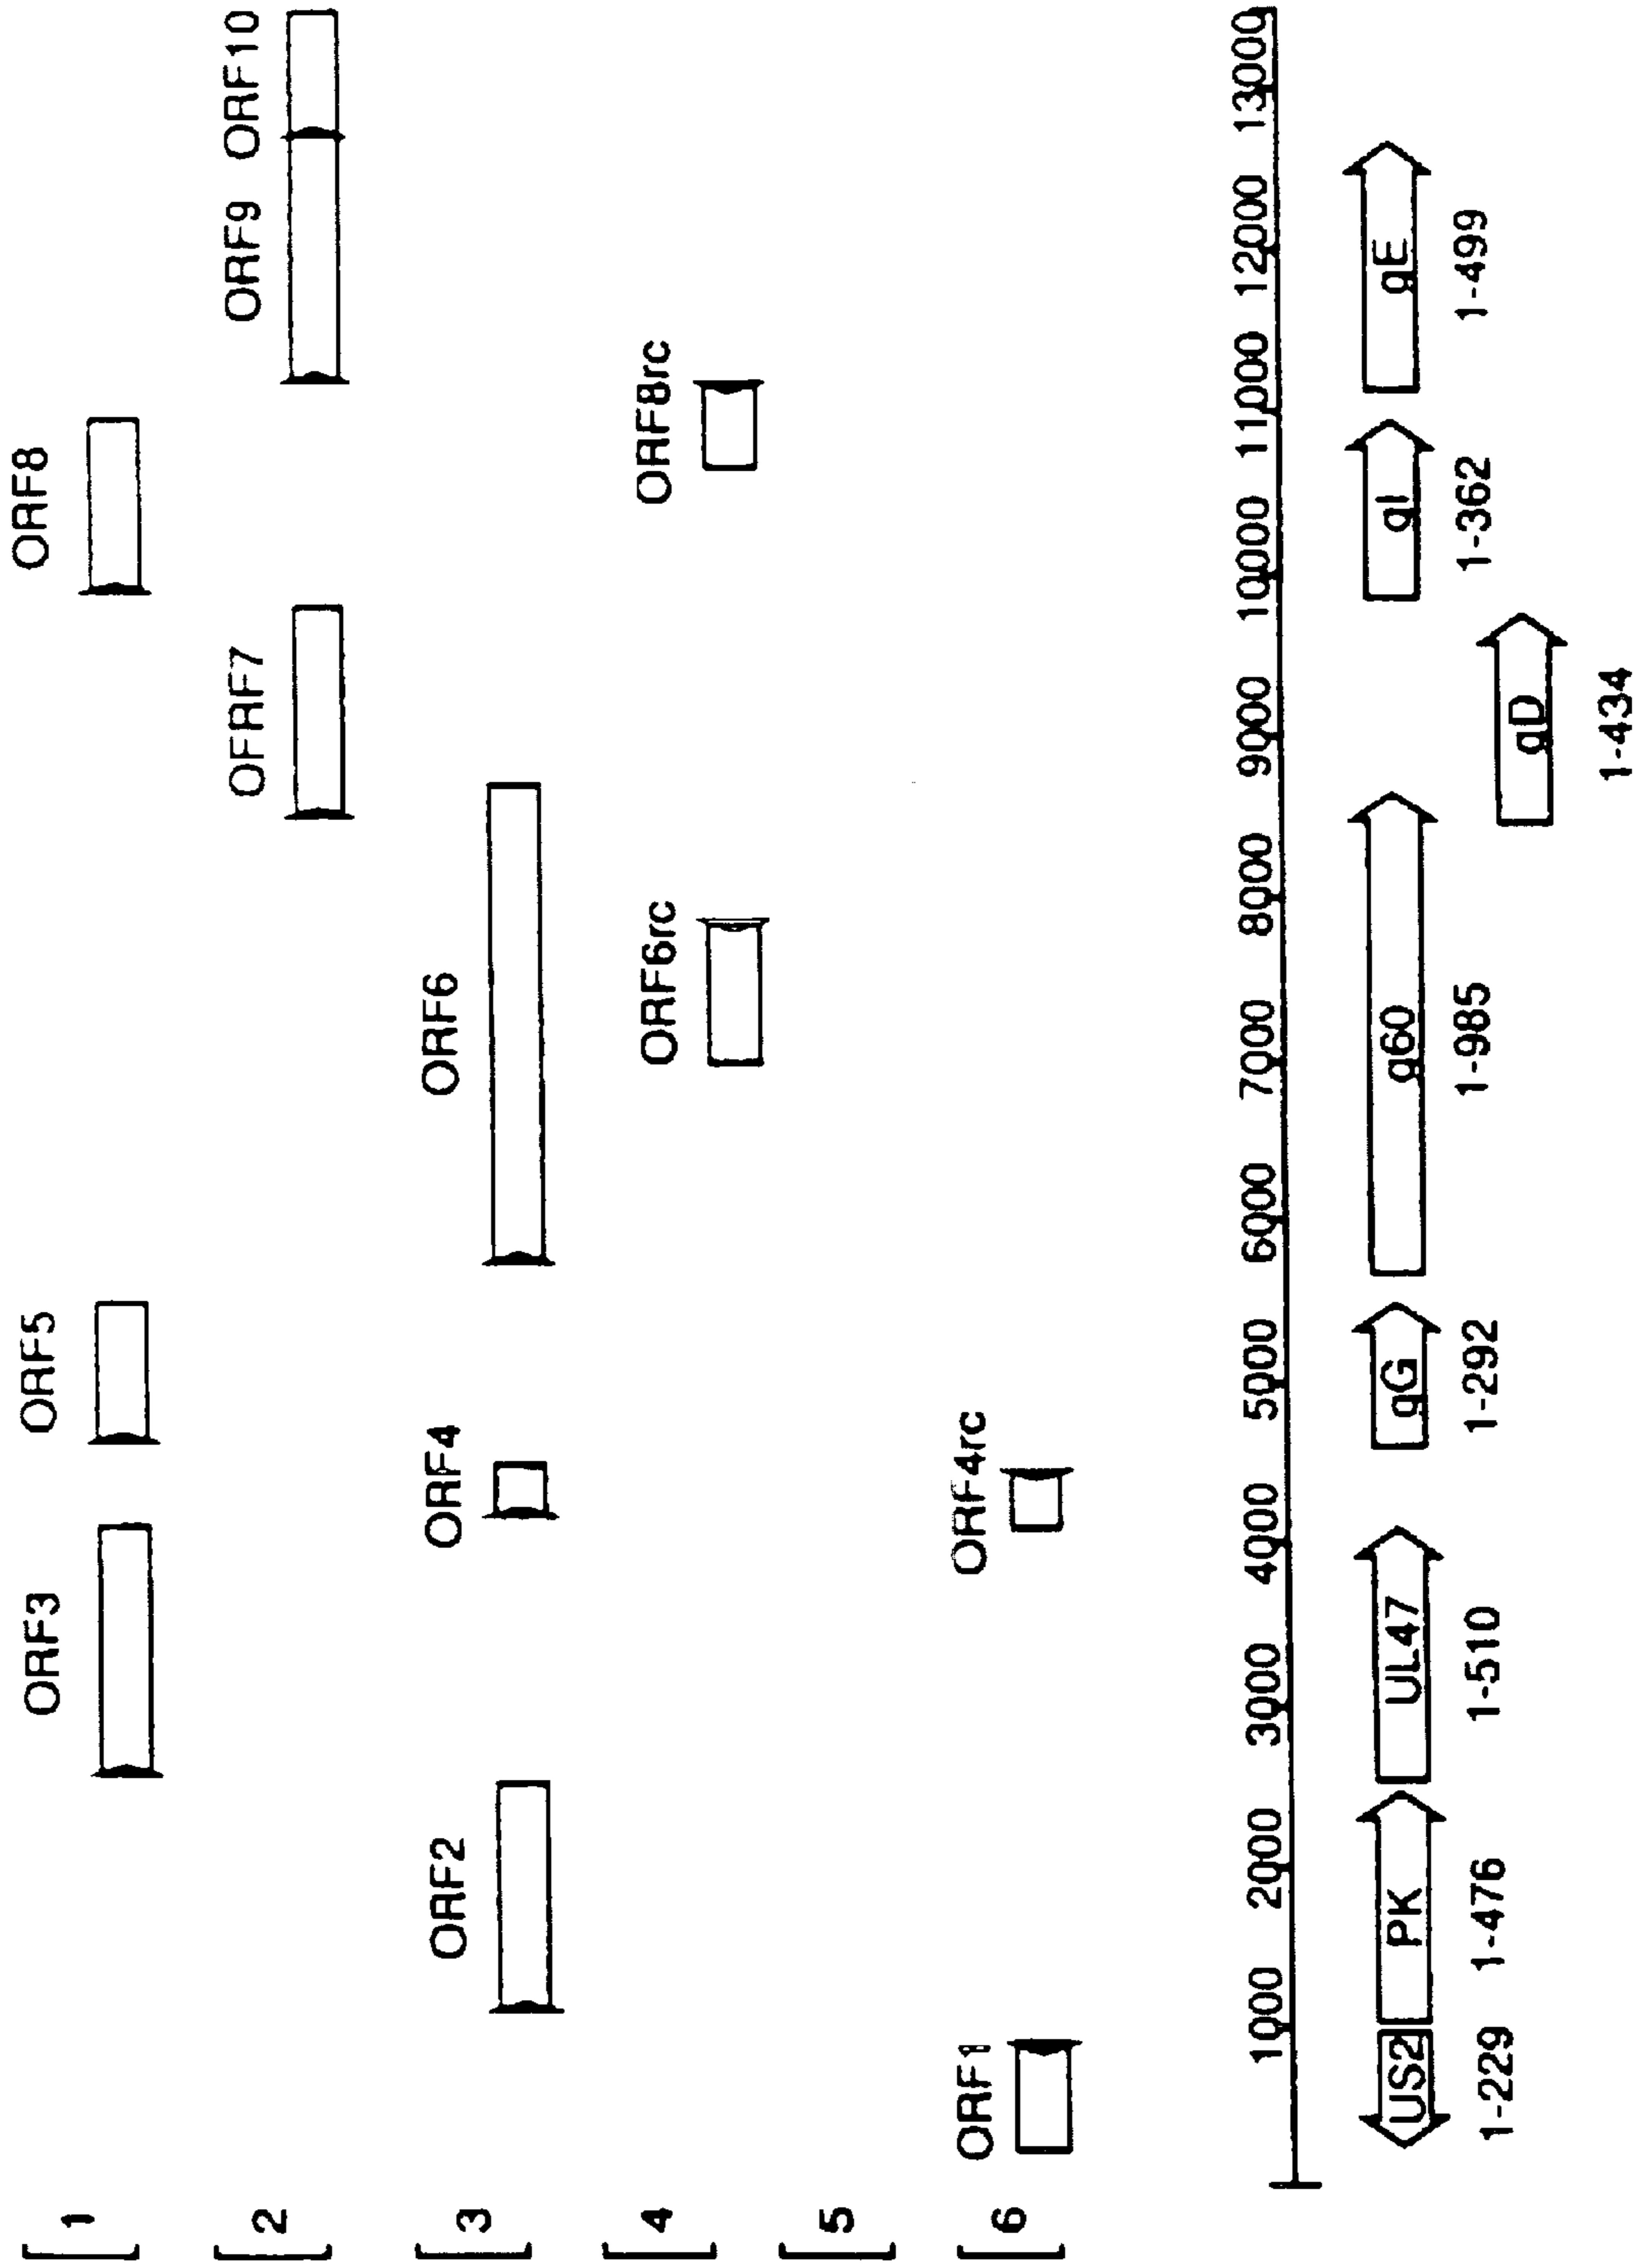 ORF3 ORF5 ORF8
1
OFRF7 ORF9 ORF10
2
ORF2 ORF4 ORF6
3
ORF6rc ORF8rc
4
5
ORF1 ORF4rc
6
1000 2000 3000 4000 5000 6000 7000 8000 9000 10000 11000 12000 13000
US2 PK UL47 gG g60 gI gE
1-229 1-476 1-510 1-292 1-985 1-362 1-499
gD
1-434